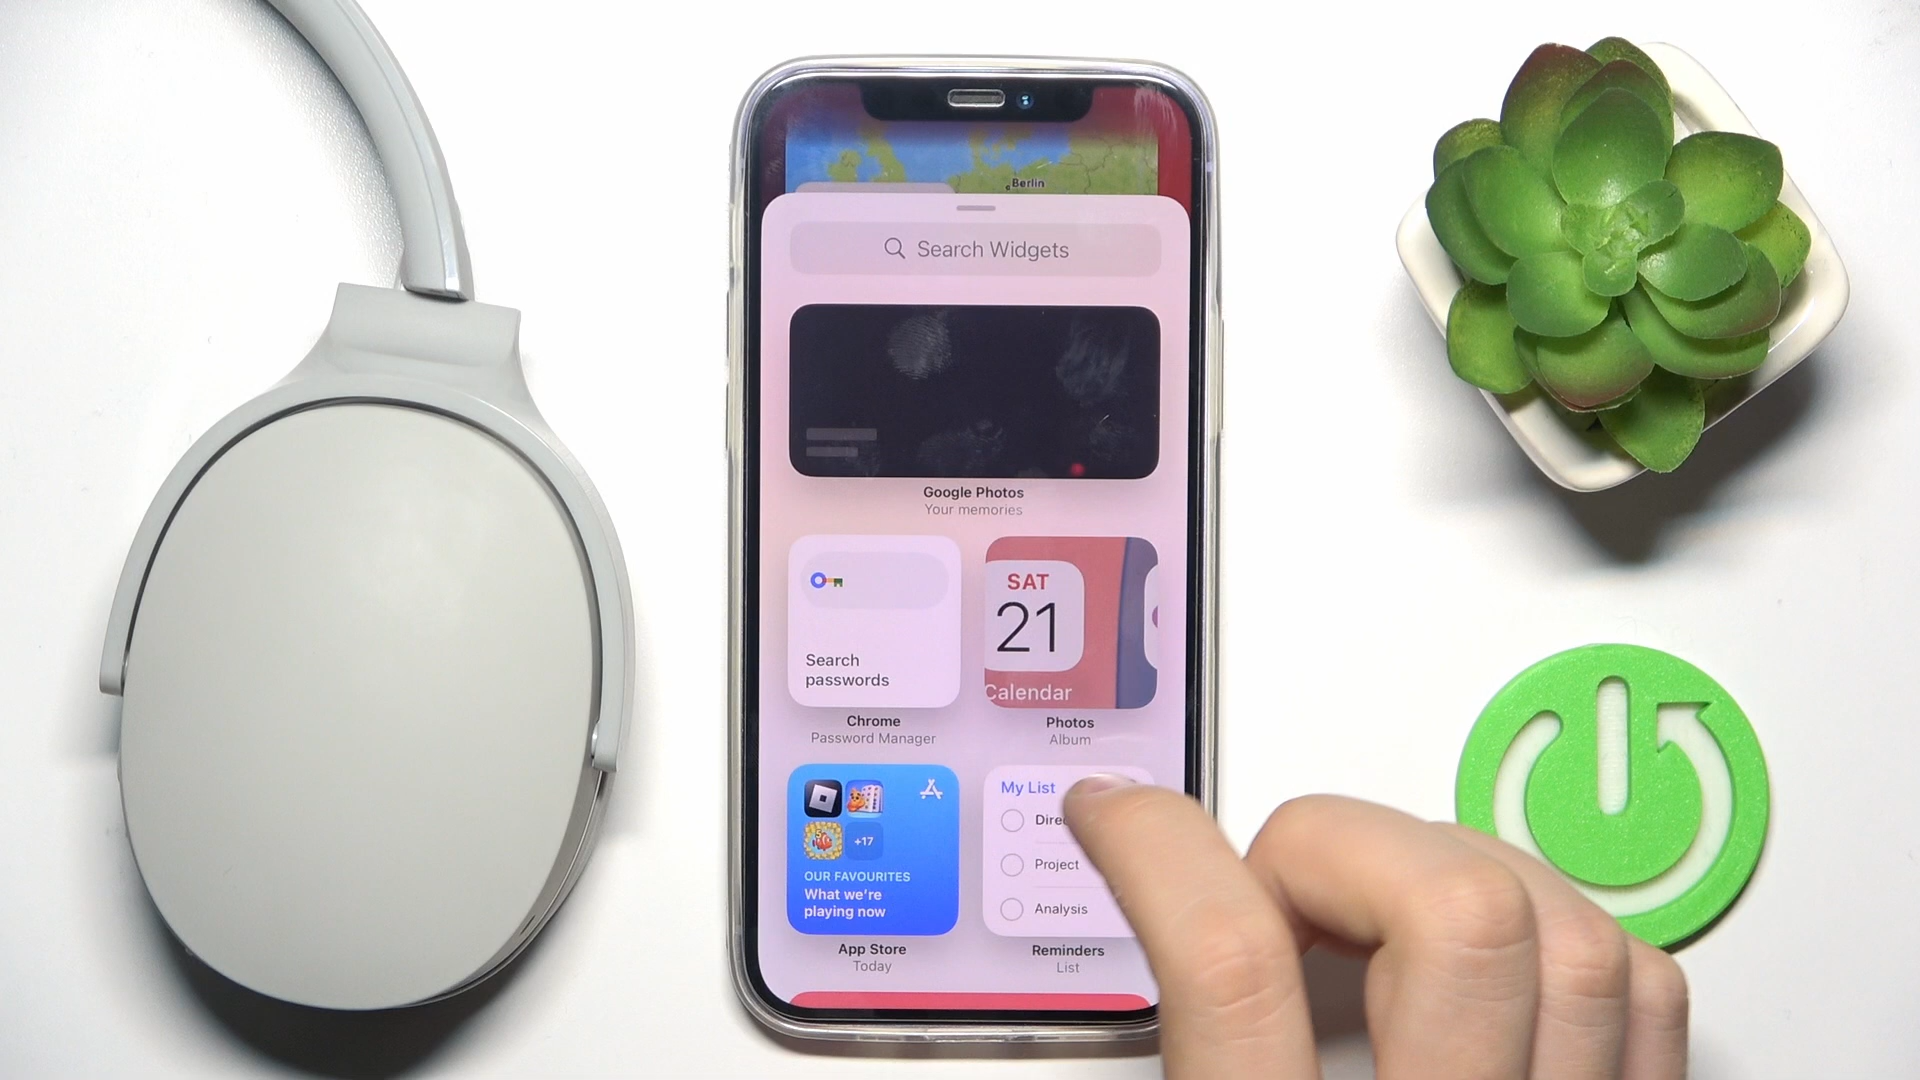 Berlin
Search Widgets
Google Photos
Your memories
Search
passwords
Chrome
Password Manager
SAT
21
Calendar
Photos
Album
+17
OUR FAVOURITES
What we're
playing now
App Store
Today
My List
Project
Analysis
Reminders
List